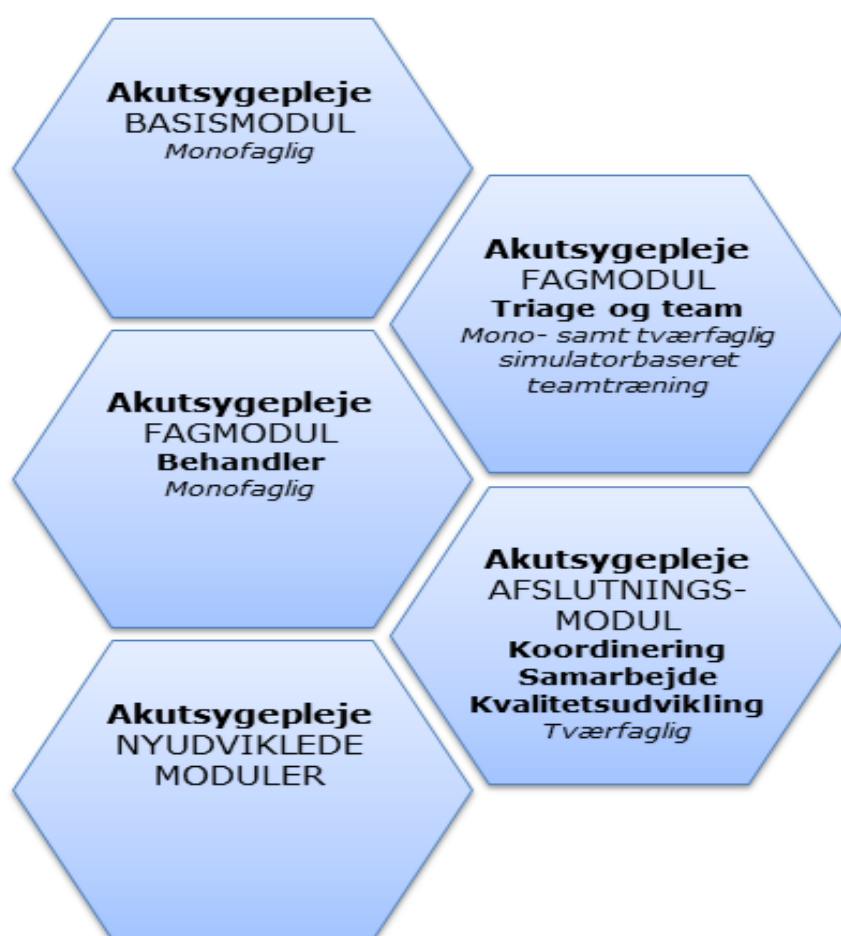 Akutsygepleje
BASISMODUL
Monofaglig
Akutsygepleje
FAGMODUL
Triage og team
Mono- samt tværfaglig
simulatorbaseret
teamtræning
Akutsygepleje
FAGMODUL
Behandler
Monofaglig
Akutsygepleje
AFSLUTNINGS-
MODUL
Koordinering
Samarbejde
Kvalitetsudvikling
Tværfaglig
Akutsygepleje
NYUDVIKLEDE
MODULER